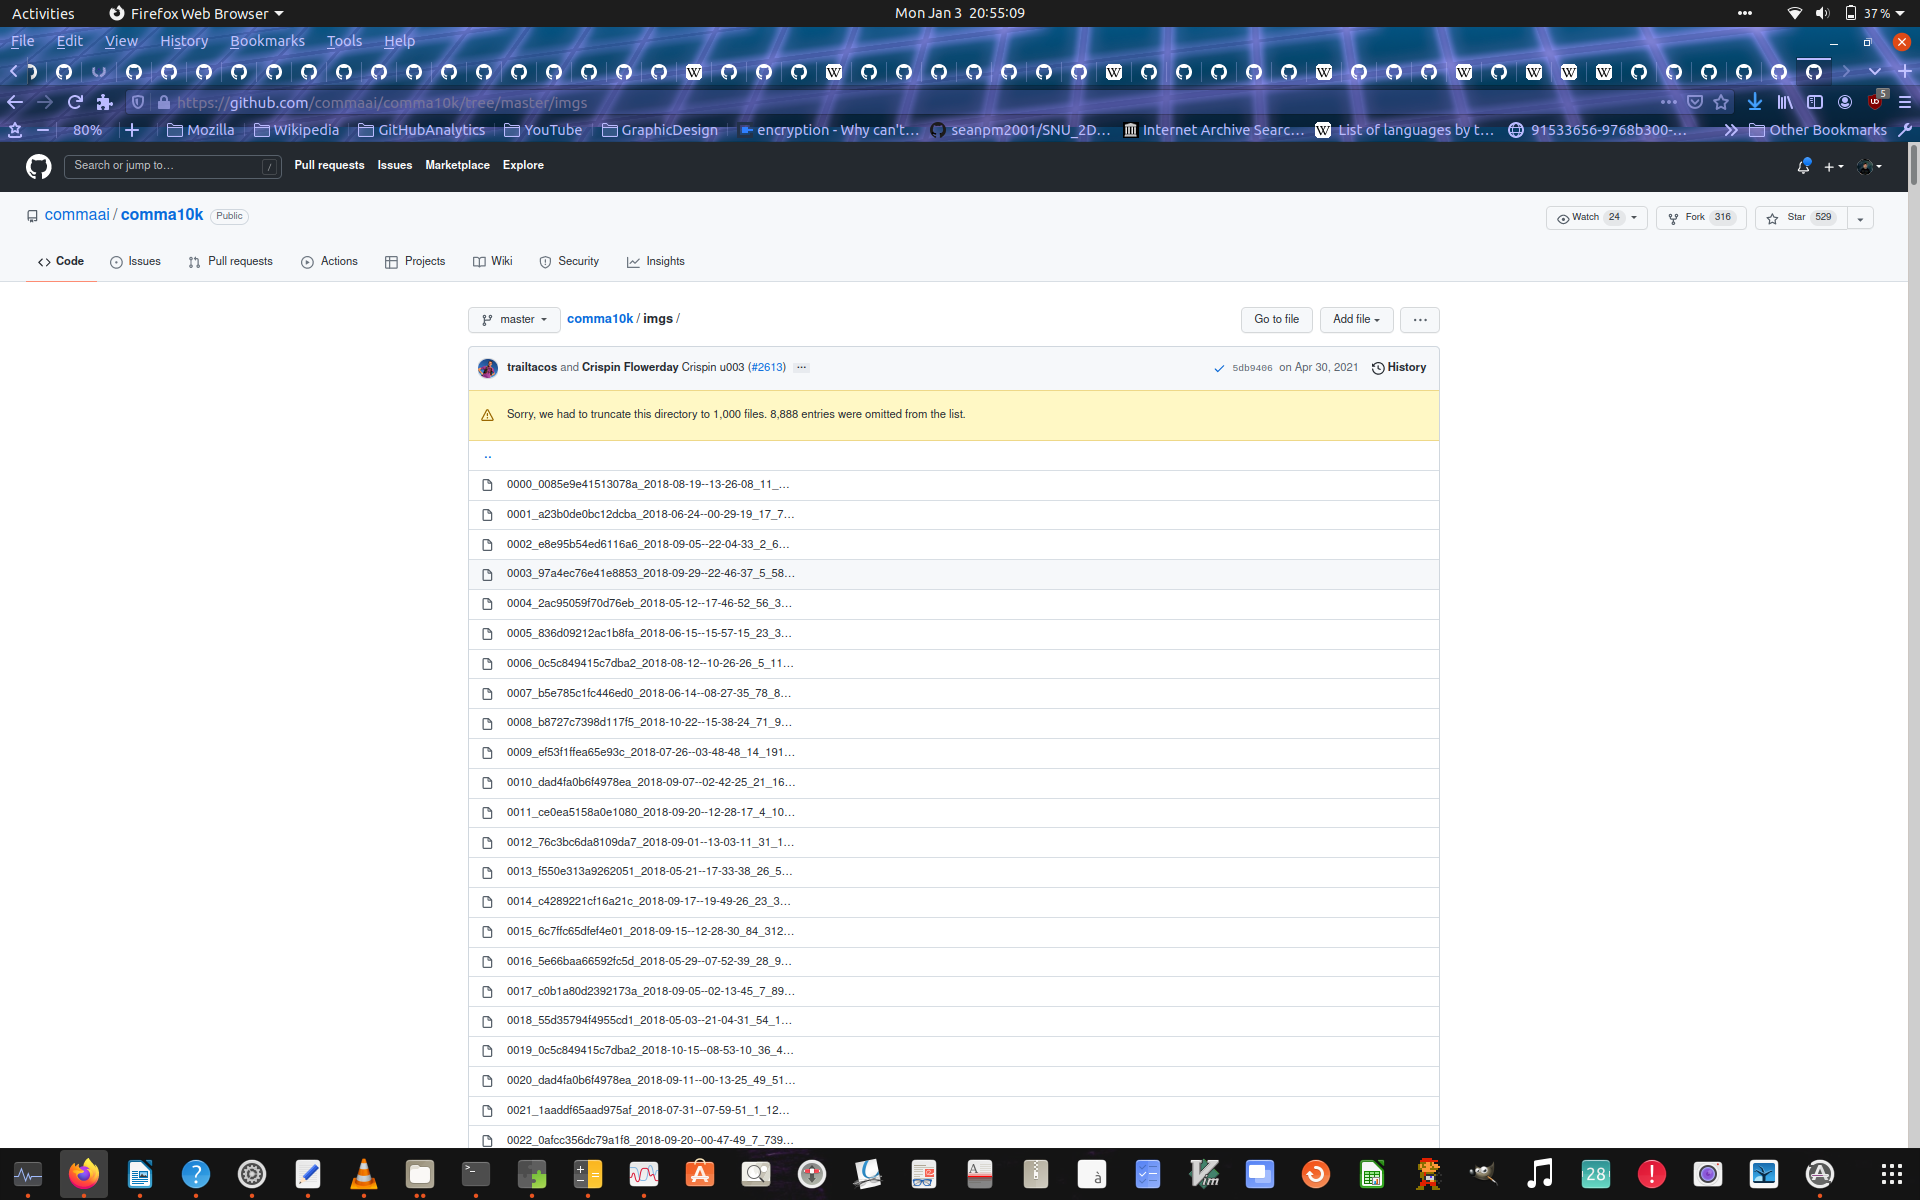 Activities
Firefox Web Browser
Mon Jan 3 20:55:09
37 %
File Edit View History Bookmarks Tools Help
https://github.com/commaai/comma10k/tree/master/imgs
5
80%
Mozilla
Wikipedia
GitHubAnalytics
YouTube
GraphicDesign
encryption - Why can't…
seanpm2001/SNU_2D…
Internet Archive Searc…
List of languages by t…
91533656-9768b300-…
Other Bookmarks
Search or jump to…
/
Pull requests Issues Marketplace Explore
commaai / comma10k Public
Watch 24
Fork 316
Star 529
Code Issues Pull requests Actions Projects Wiki Security Insights
master
comma10k / imgs /
Go to file
Add file
trailtacos and Crispin Flowerday Crispin u003 (#2613)
5db9406 on Apr 30, 2021
History
Sorry, we had to truncate this directory to 1,000 files. 8,888 entries were omitted from the list.
..
0000_0085e9e41513078a_2018-08-19--13-26-08_11_…
0001_a23b0de0bc12dcba_2018-06-24--00-29-19_17_7…
0002_e8e95b54ed6116a6_2018-09-05--22-04-33_2_6…
0003_97a4ec76e41e8853_2018-09-29--22-46-37_5_58…
0004_2ac95059f70d76eb_2018-05-12--17-46-52_56_3…
0005_836d09212ac1b8fa_2018-06-15--15-57-15_23_3…
0006_0c5c849415c7dba2_2018-08-12--10-26-26_5_11…
0007_b5e785c1fc446ed0_2018-06-14--08-27-35_78_8…
0008_b8727c7398d117f5_2018-10-22--15-38-24_71_9…
0009_ef53f1ffea65e93c_2018-07-26--03-48-48_14_191…
0010_dad4fa0b6f4978ea_2018-09-07--02-42-25_21_16…
0011_ce0ea5158a0e1080_2018-09-20--12-28-17_4_10…
0012_76c3bc6da8109da7_2018-09-01--13-03-11_31_1…
0013_f550e313a9262051_2018-05-21--17-33-38_26_5…
0014_c4289221cf16a21c_2018-09-17--19-49-26_23_3…
0015_6c7ffc65dfef4e01_2018-09-15--12-28-30_84_312…
0016_5e66baa66592fc5d_2018-05-29--07-52-39_28_9…
0017_c0b1a80d2392173a_2018-09-05--02-13-45_7_89…
0018_55d35794f4955cd1_2018-05-03--21-04-31_54_1…
0019_0c5c849415c7dba2_2018-10-15--08-53-10_36_4…
0020_dad4fa0b6f4978ea_2018-09-11--00-13-25_49_51…
0021_1aaddf65aad975af_2018-07-31--07-59-51_1_12…
0022_0afcc356dc79a1f8_2018-09-20--00-47-49_7_739…
28